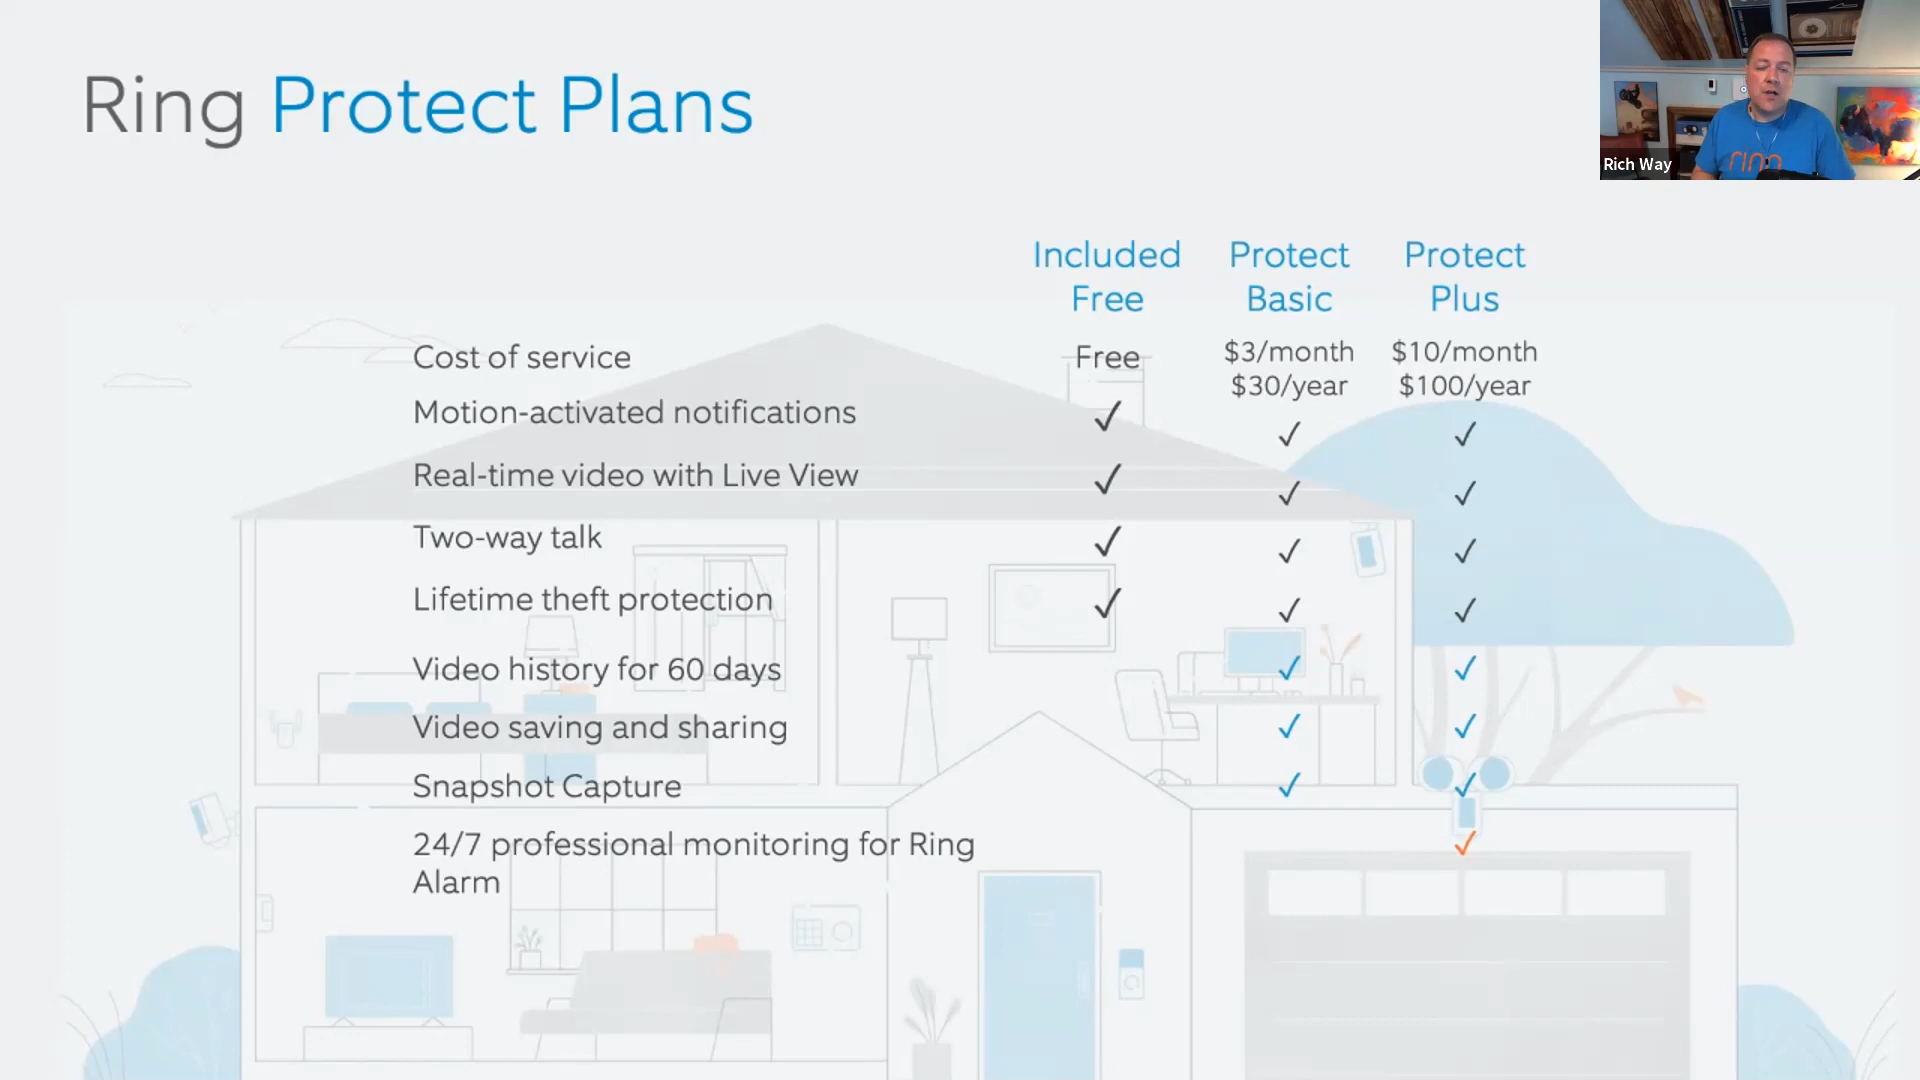 Ring Protect Plans
Rich Way
ring
Included
Free
Protect
Basic
Protect
Plus
Cost of service
Free
$3/month
$30/year
$10/month
$100/year
Motion-activated notifications ✓ ✓ ✓
Real-time video with Live View ✓ ✓ ✓
Two-way talk ✓ ✓ ✓
Lifetime theft protection ✓ ✓ ✓
Video history for 60 days ✓ ✓
Video saving and sharing ✓ ✓
Snapshot Capture ✓ ✓
24/7 professional monitoring for Ring ✓
Alarm